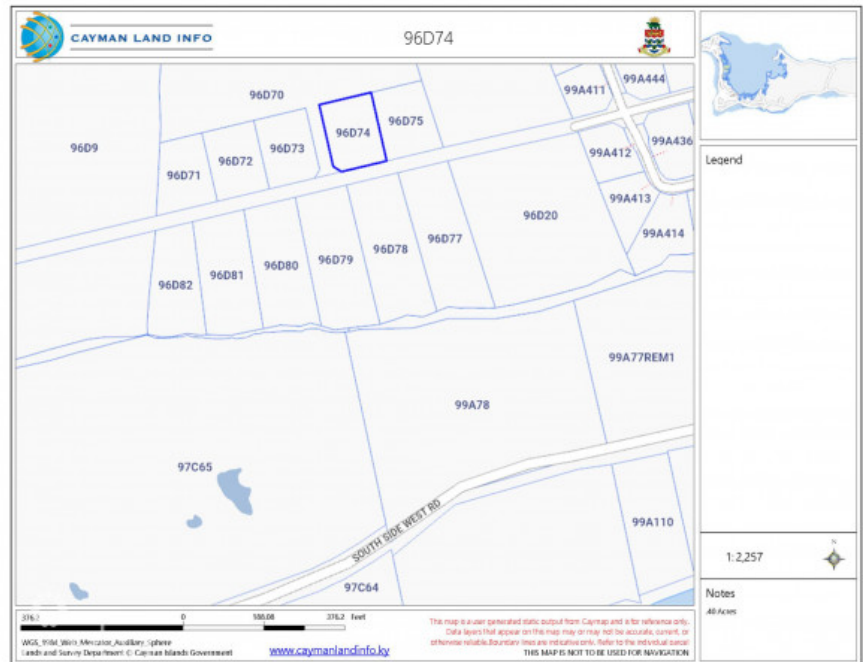 CAYMAN LAND INFO
96D74
99A444
99A411
96D70
96D74
96D75
99A436
96D9
96D73
99A412
96D72
96D71
99A413
96D20
99A414
96D77
96D78
96D79
96D80
96D81
96D82
99A77REM1
99A78
97C65
SOUTH SIDE WEST RD
99A110
97C64
Legend
1: 2,257
N
Notes
.40 Acres
376.2
0
188.08
376.2 Feet
WGS_1984_Web_Mercator_Auxiliary_Sphere
Lands and Survey Department © Cayman Islands Government
www.caymanlandinfo.ky
This map is a user generated static output from Caymap and is for reference only.
Data layers that appear on this map may or may not be accurate, current, or
otherwise reliable. Boundary lines are indicative only. Refer to the individual parcel
THIS MAP IS NOT TO BE USED FOR NAVIGATION